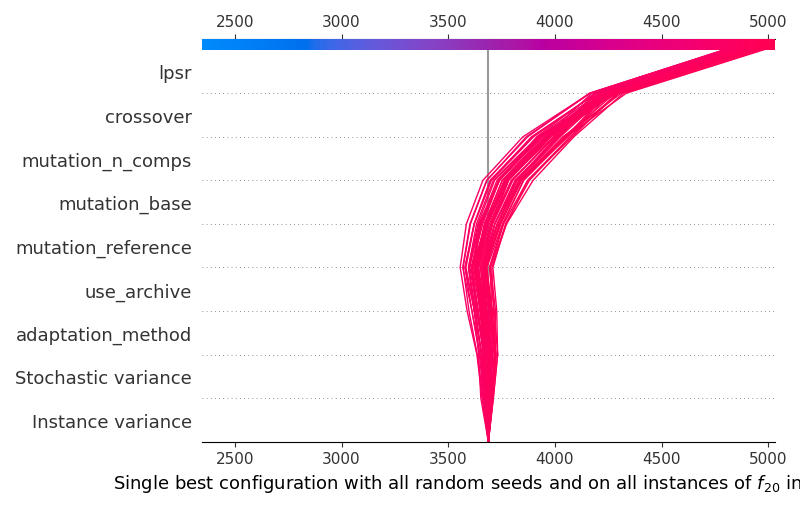 2500 3000 3500 4000 4500 5000
lpsr
crossover
mutation_n_comps
mutation_base
mutation_reference
use_archive
adaptation_method
Stochastic variance
Instance variance
2500 3000 3500 4000 4500 5000
Single best configuration with all random seeds and on all instances of f₂₀ in